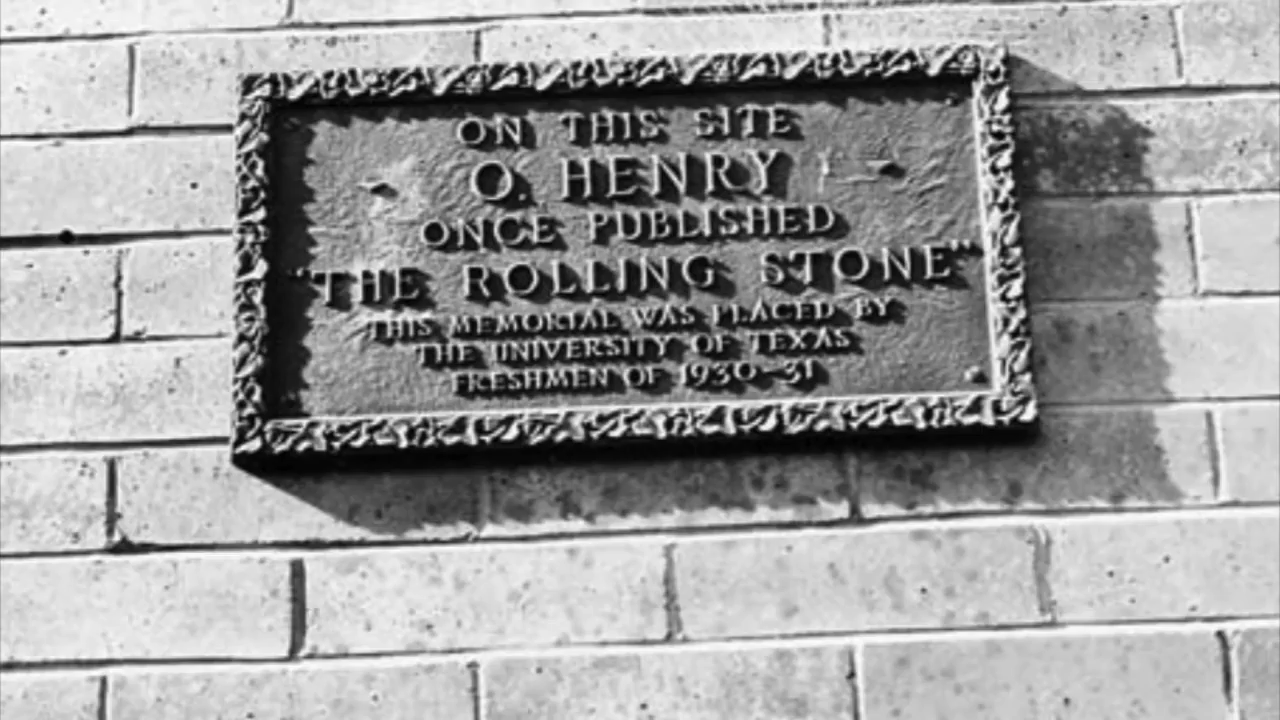 ON THIS SITE
O. HENRY
ONCE PUBLISHED
"THE ROLLING STONE"
THIS MEMORIAL WAS PLACED BY
THE UNIVERSITY OF TEXAS
FRESHMEN OF 1930-31